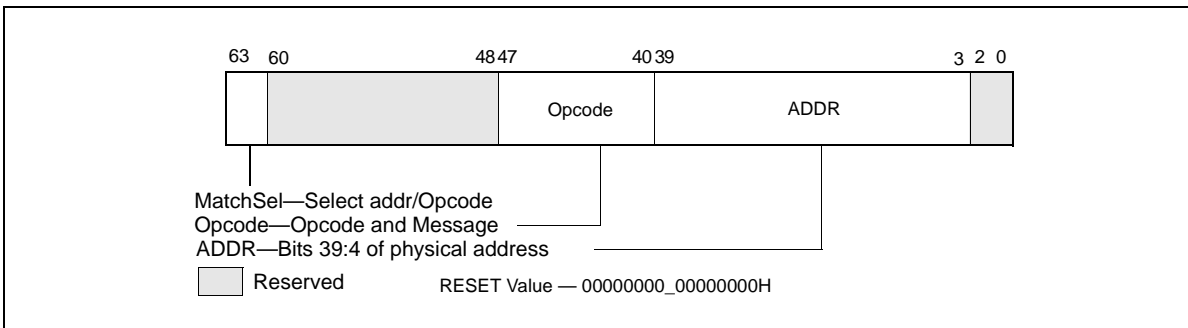 63 60 48 47 40 39 3 2 0
Opcode ADDR
MatchSel—Select addr/Opcode
Opcode—Opcode and Message
ADDR—Bits 39:4 of physical address
Reserved RESET Value — 00000000_00000000H